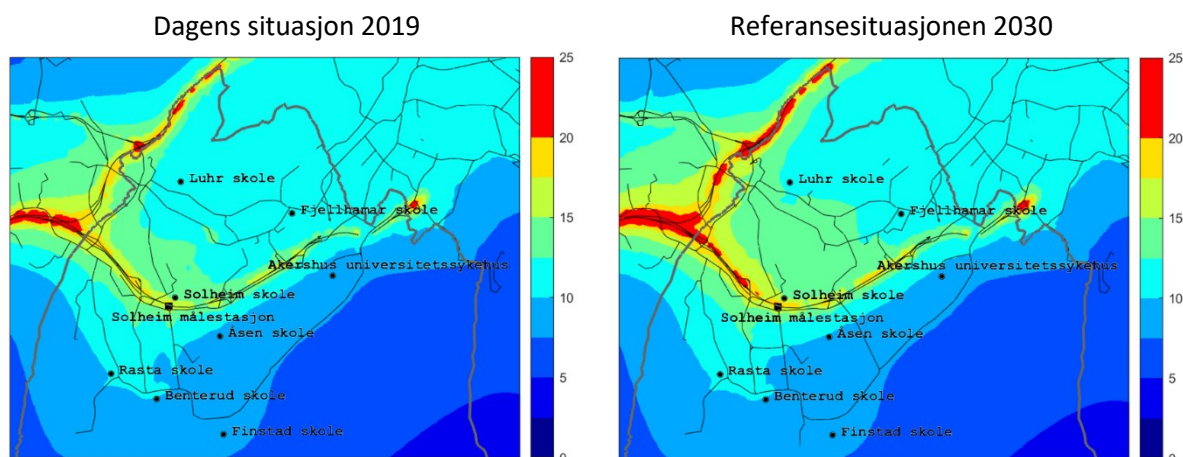 Dagens situasjon 2019
Luhr skole
Fjellhamar skole
Akershus universitetssykehus
Solheim skole
Solheim målestasjon
Åsen skole
Rasta skole
Benterud skole
Finstad skole
25
20
15
10
5
0
Referansesituasjonen 2030
Luhr skole
Fjellhamar skole
Akershus universitetssykehus
Solheim skole
Solheim målestasjon
Åsen skole
Rasta skole
Benterud skole
Finstad skole
25
20
15
10
5
0